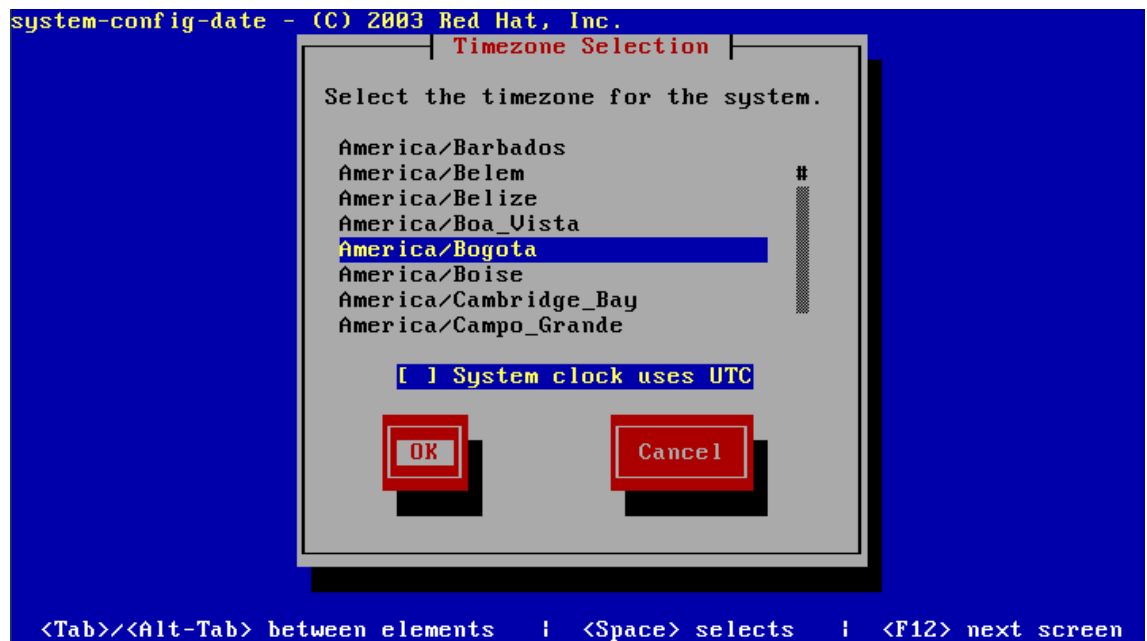 system-config-date - (C) 2003 Red Hat, Inc.
Timezone Selection
Select the timezone for the system.
America/Barbados
America/Belem #
America/Belize
America/Boa_Vista
America/Bogota
America/Boise
America/Cambridge_Bay
America/Campo_Grande
[ ] System clock uses UTC
OK Cancel
<Tab>/<Alt-Tab> between elements | <Space> selects | <F12> next screen